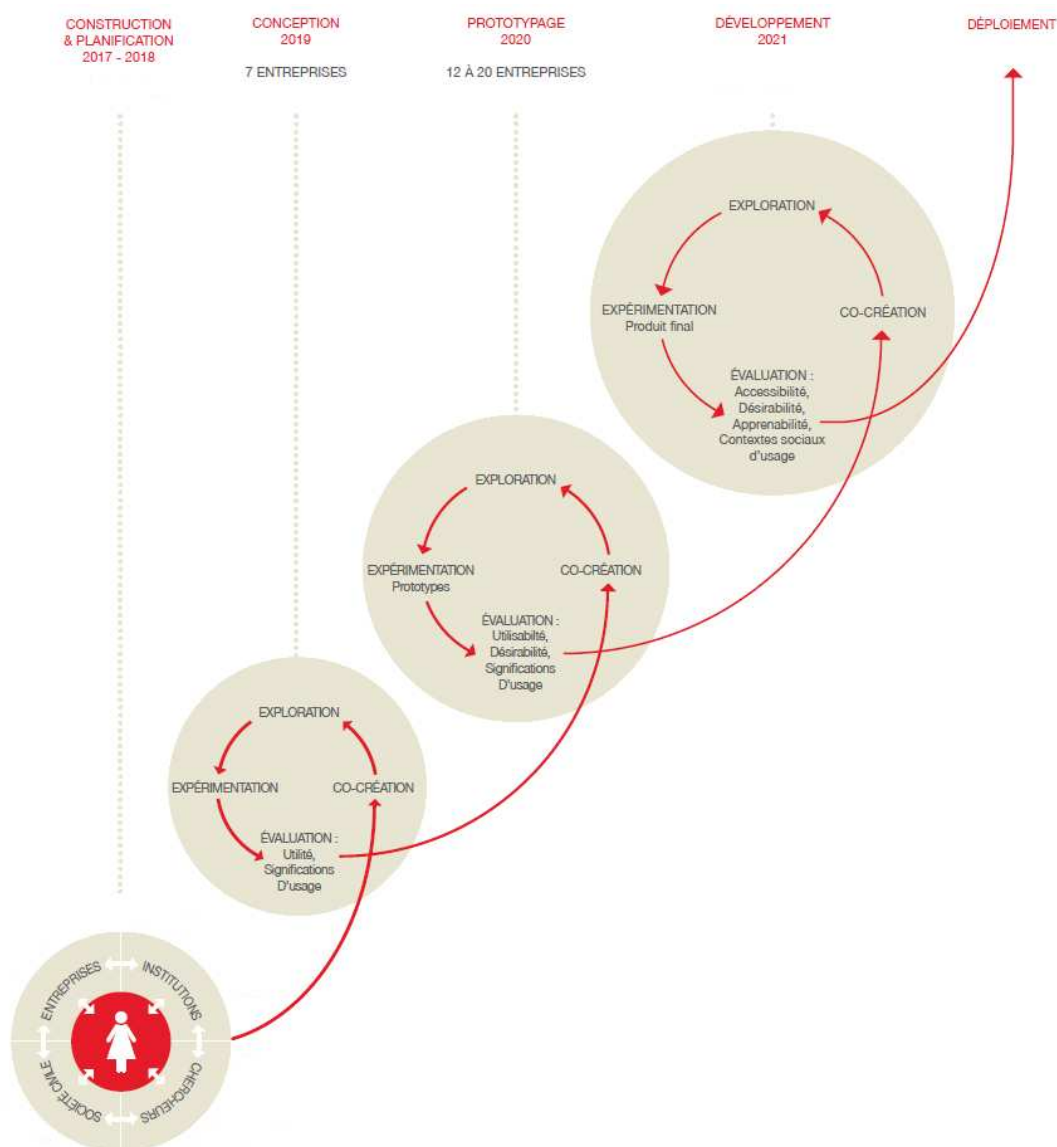 CONSTRUCTION
& PLANIFICATION
2017 - 2018
CONCEPTION
2019
7 ENTREPRISES
PROTOTYPAGE
2020
12 À 20 ENTREPRISES
DÉVELOPPEMENT
2021
DÉPLOIEMENT
EXPLORATION
EXPÉRIMENTATION
Produit final
CO-CRÉATION
ÉVALUATION :
Accessibilité,
Désirabilité,
Apprenabilité,
Contextes sociaux
d'usage
EXPLORATION
EXPÉRIMENTATION
Prototypes
CO-CRÉATION
ÉVALUATION :
Utilisabilté,
Désirabilité,
Significations
D'usage
EXPLORATION
EXPÉRIMENTATION
CO-CRÉATION
ÉVALUATION :
Utilité,
Significations
D'usage
ENTREPRISES
INSTITUTIONS
SOCIÉTÉ CIVILE
CHERCHEURS